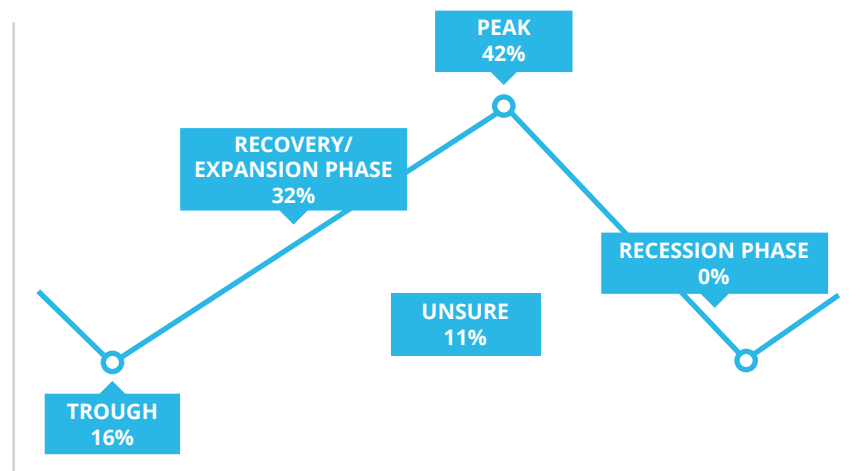 PEAK
42%
RECOVERY/
EXPANSION PHASE
32%
RECESSION PHASE
0%
UNSURE
11%
TROUGH
16%